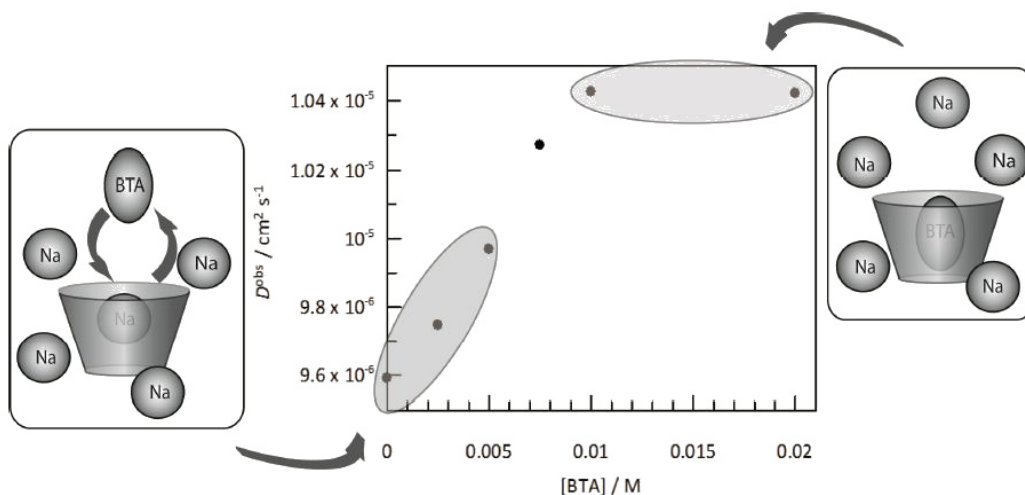 BTA
Na
Na
Na
Na
Na
D^obs / cm² s⁻¹
1.04 x 10⁻⁵
1.02 x 10⁻⁵
10⁻⁵
9.8 x 10⁻⁶
9.6 x 10⁻⁶
0 0.005 0.01 0.015 0.02
[BTA] / M
Na
Na
Na
BTA
Na
Na